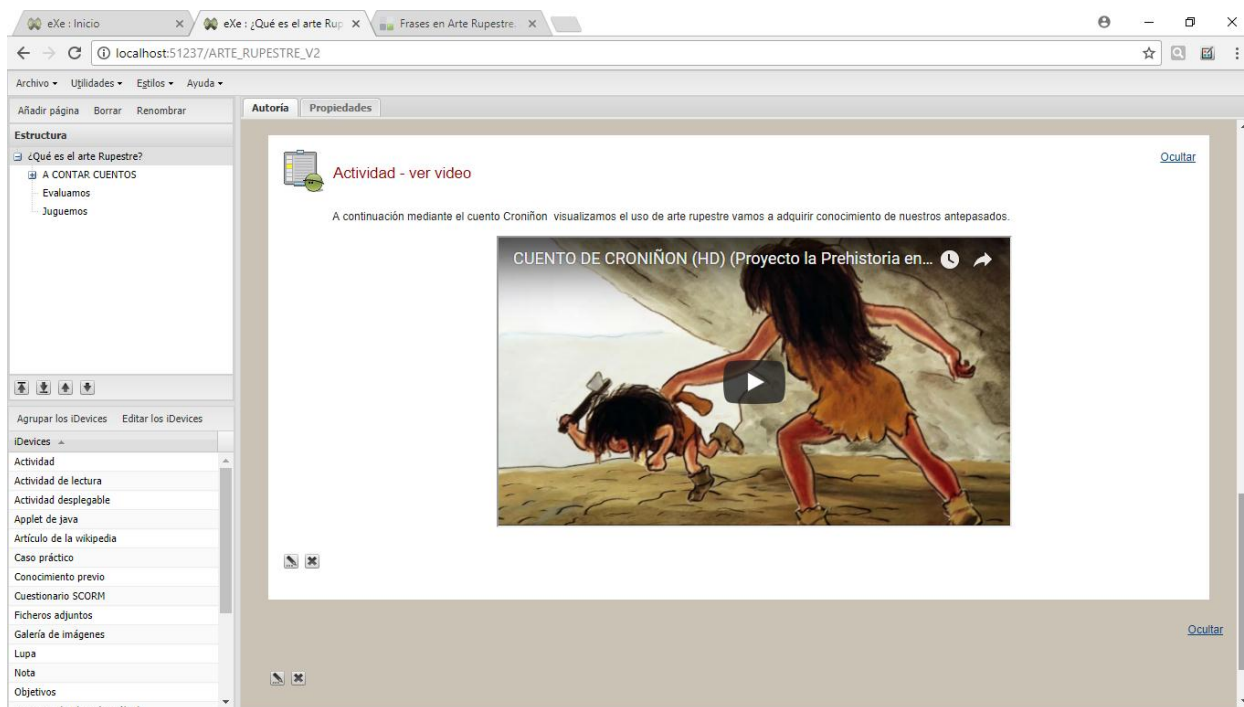 eXe : Inicio
eXe : ¿Qué es el arte Rup
Frases en Arte Rupestre.
localhost:51237/ARTE_RUPESTRE_V2
Archivo Utilidades Estilos Ayuda
Añadir página Borrar Renombrar
Estructura
¿Qué es el arte Rupestre?
A CONTAR CUENTOS
Evaluamos
Juguemos
Agrupar los iDevices Editar los iDevices
iDevices
Actividad
Actividad de lectura
Actividad desplegable
Applet de java
Artículo de la wikipedia
Caso práctico
Conocimiento previo
Cuestionario SCORM
Ficheros adjuntos
Galería de imágenes
Lupa
Nota
Objetivos
Autoría Propiedades
Ocultar
Actividad - ver video
A continuación mediante el cuento Croniñon visualizamos el uso de arte rupestre vamos a adquirir conocimiento de nuestros antepasados.
CUENTO DE CRONIÑON (HD) (Proyecto la Prehistoria en...
Ocultar